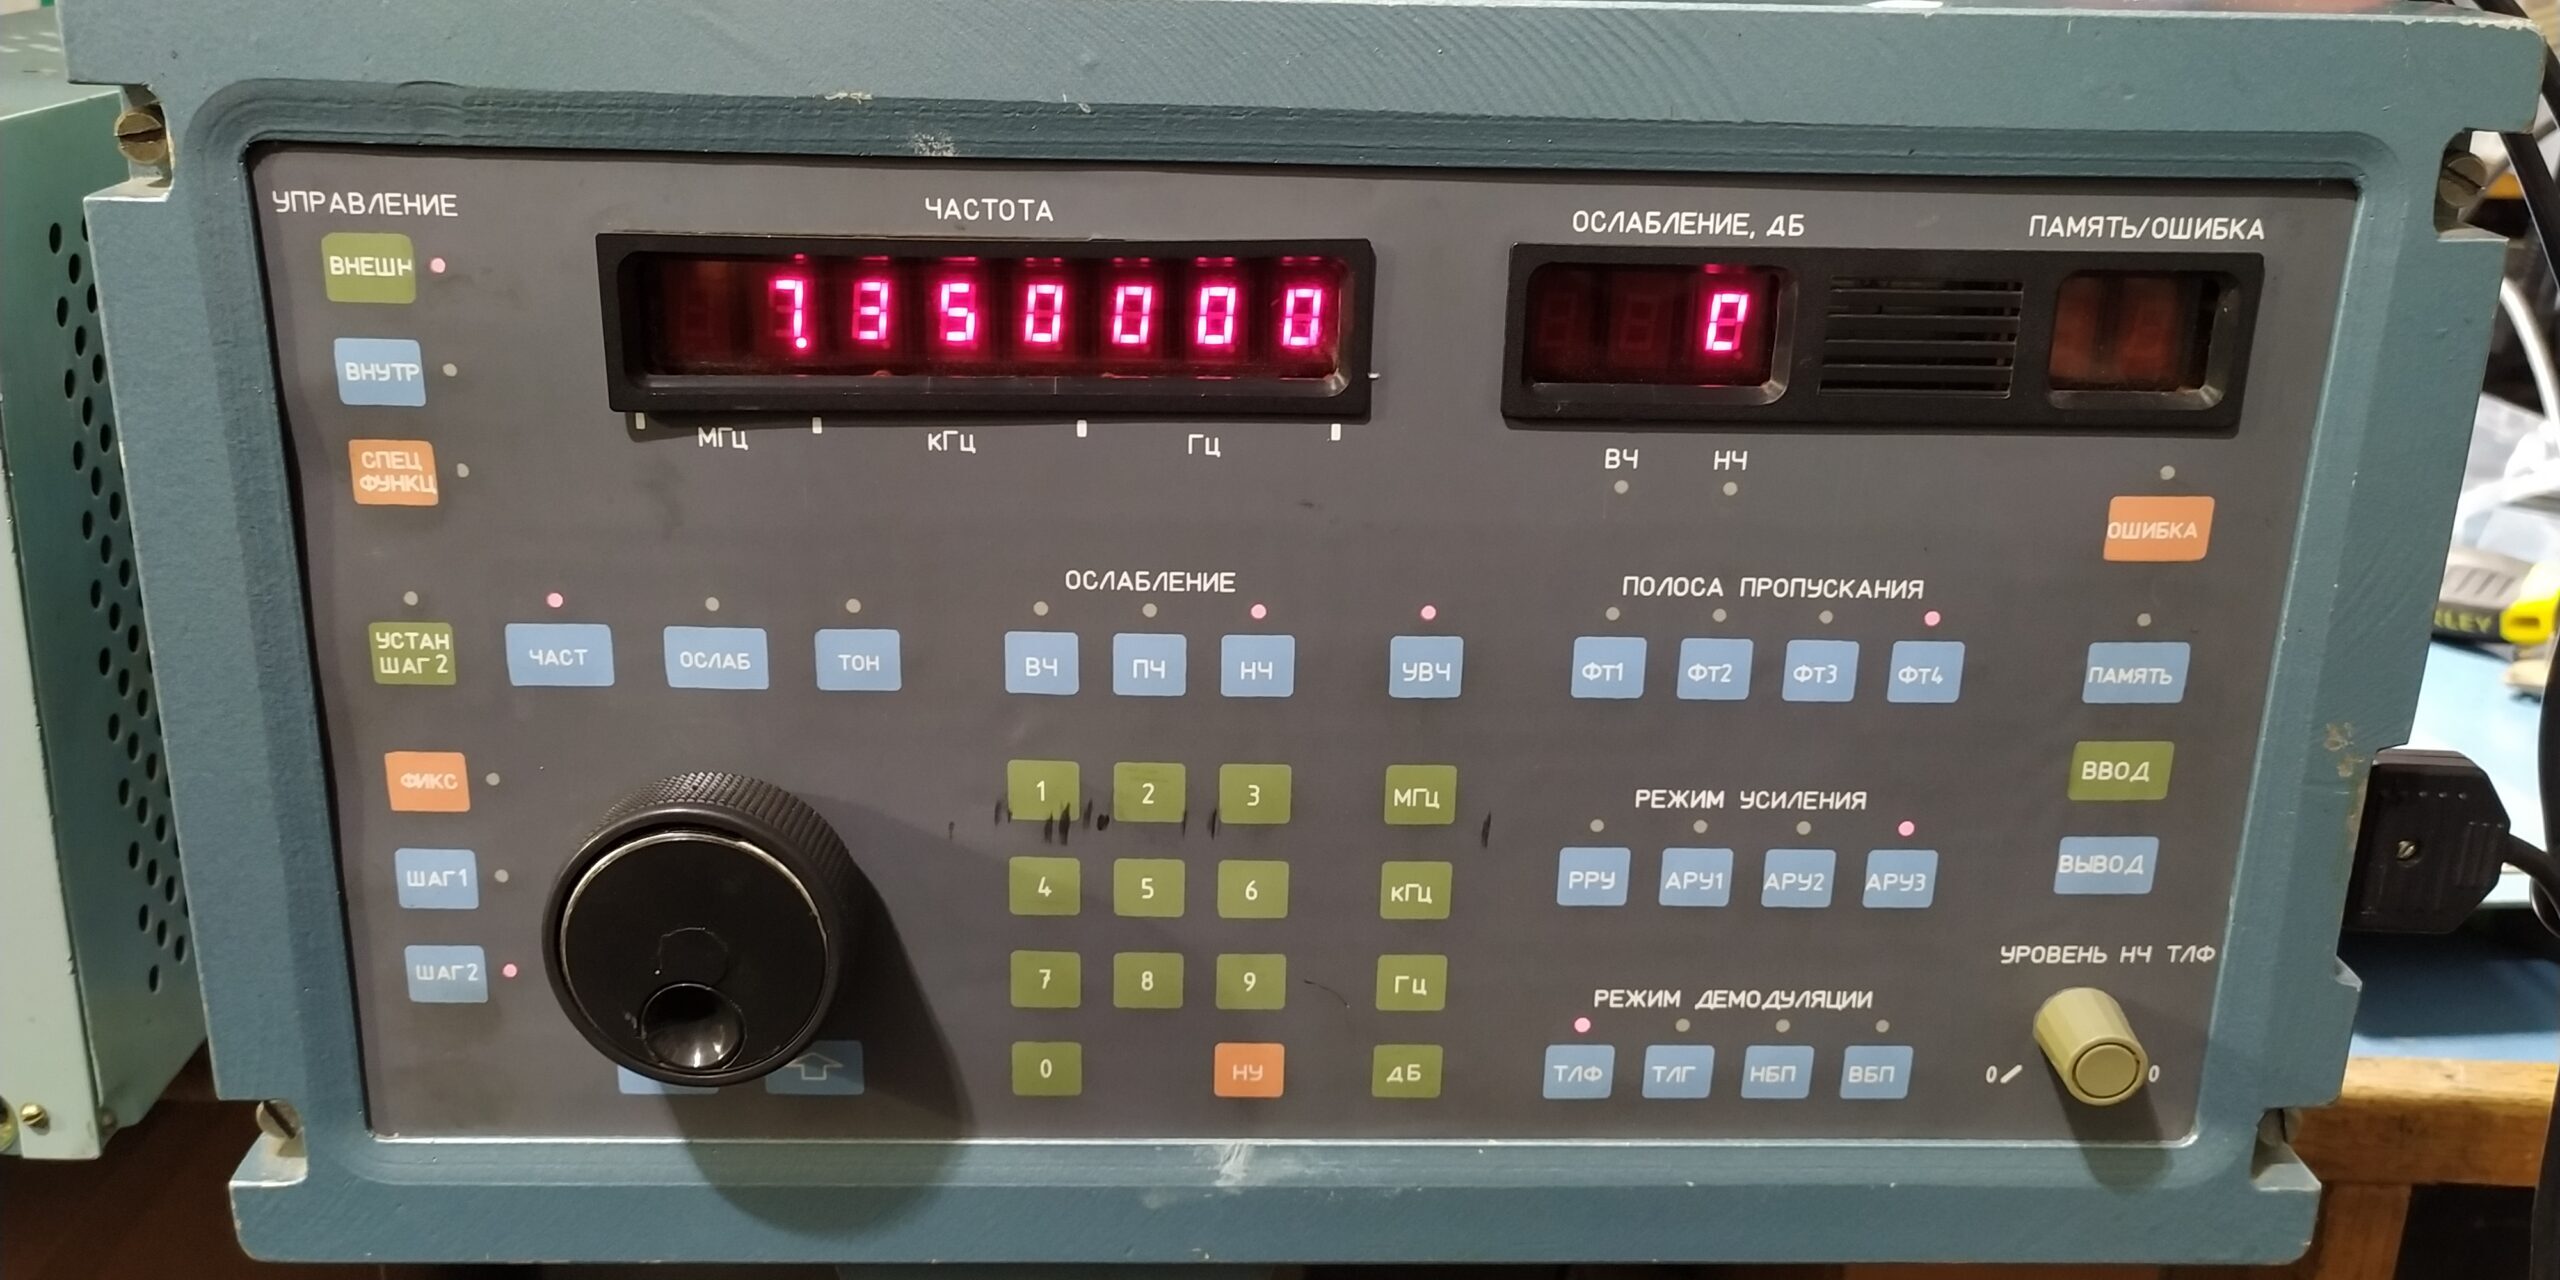 УПРАВЛЕНИЕ
ЧАСТОТА
ОСЛАБЛЕНИЕ, ДБ
ПАМЯТЬ/ОШИБКА
ВНЕШН
7.350000
0
МГЦ
кГЦ
ГЦ
ВНУТР
ВЧ
НЧ
СПЕЦ
ФУНКЦ
ОШИБКА
ОСЛАБЛЕНИЕ
ПОЛОСА ПРОПУСКАНИЯ
УСТАН
ШАГ 2
ЧАСТ
ОСЛАБ
ТОН
ВЧ
ПЧ
НЧ
УВЧ
ФТ1
ФТ2
ФТ3
ФТ4
ПАМЯТЬ
ФИКС
1
2
3
МГЦ
РЕЖИМ УСИЛЕНИЯ
ВВОД
ШАГ1
4
5
6
кГЦ
РРУ
АРУ1
АРУ2
АРУ3
ВЫВОД
ШАГ2
7
8
9
ГЦ
РЕЖИМ ДЕМОДУЛЯЦИИ
УРОВЕНЬ НЧ ТЛФ
0
НУ
ДБ
ТЛФ
ТЛГ
НБП
ВБП
0
0